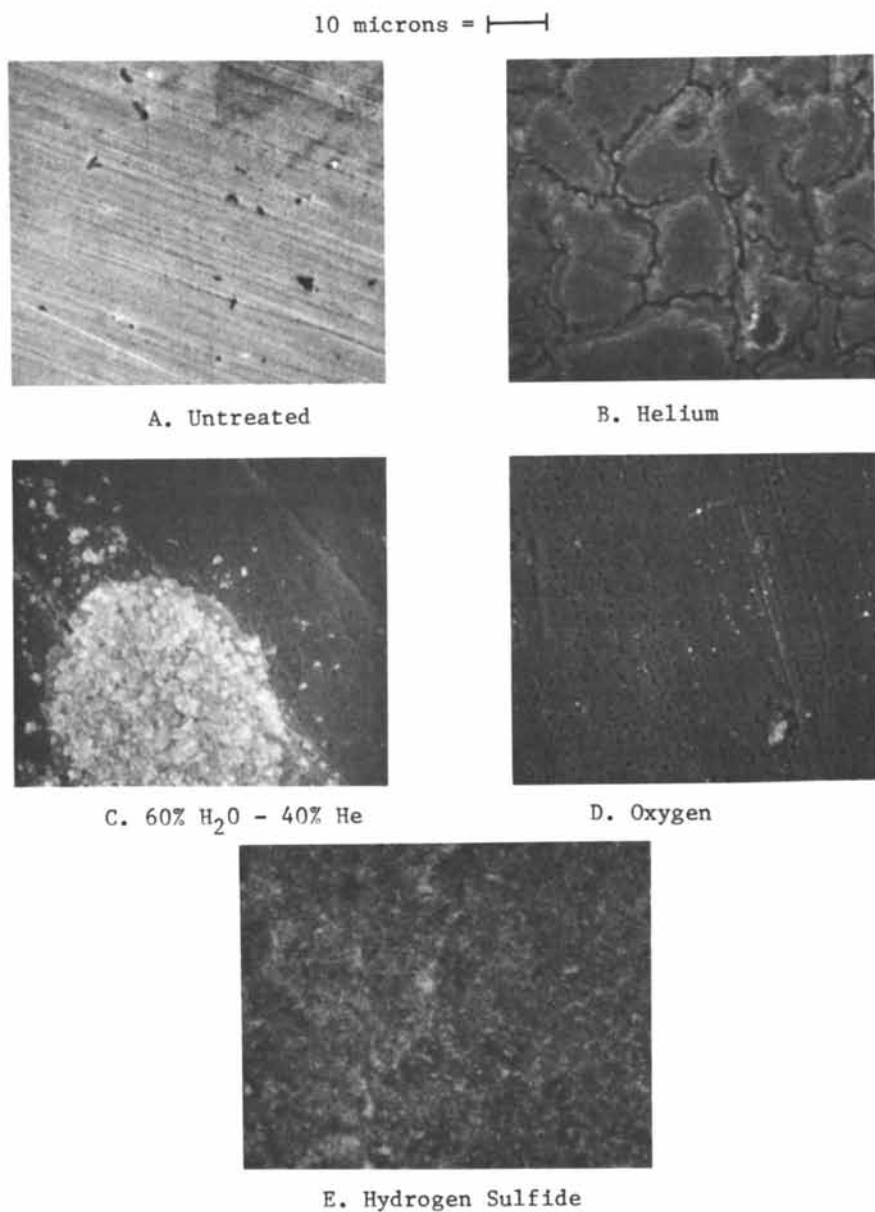 10 microns =
A. Untreated
B. Helium
C. 60% H₂O - 40% He
D. Oxygen
E. Hydrogen Sulfide